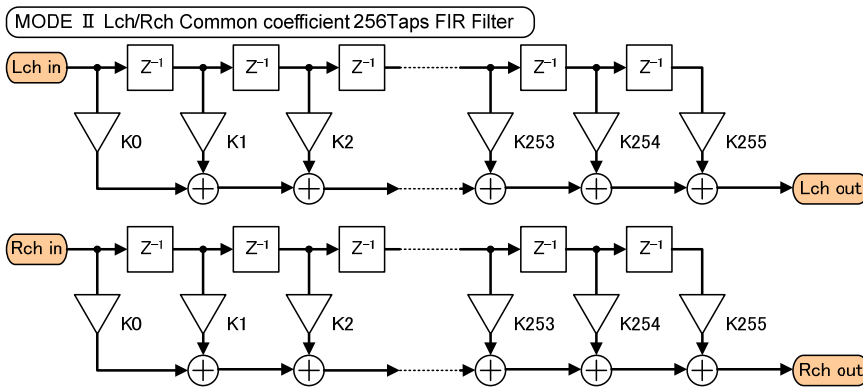 MODE Ⅱ Lch/Rch Common coefficient 256Taps FIR Filter
Lch in Z⁻¹ Z⁻¹ Z⁻¹ Z⁻¹ Z⁻¹
K0 K1 K2 K253 K254 K255
Lch out
Rch in Z⁻¹ Z⁻¹ Z⁻¹ Z⁻¹ Z⁻¹
K0 K1 K2 K253 K254 K255
Rch out